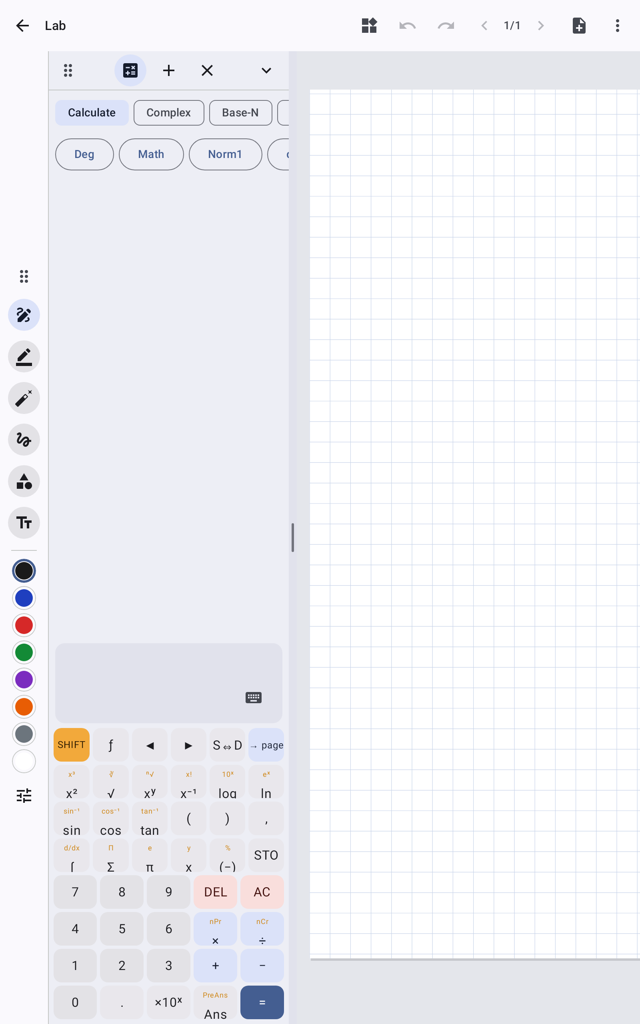 Lab
1/1
Calculate Complex Base-N
Deg Math Norm1
SHIFT ƒ ◄ ► S⇔D → page
x³ ∛ ⁿ√ x! 10ˣ eˣ
x² √ xʸ x⁻¹ log ln
sin⁻¹ cos⁻¹ tan⁻¹
sin cos tan ( ) ,
d/dx Π e y %
∫ Σ π x (−) STO
7 8 9 DEL AC
nPr nCr
4 5 6 × ÷
1 2 3 + −
PreAns
0 . ×10ˣ Ans =
Tт